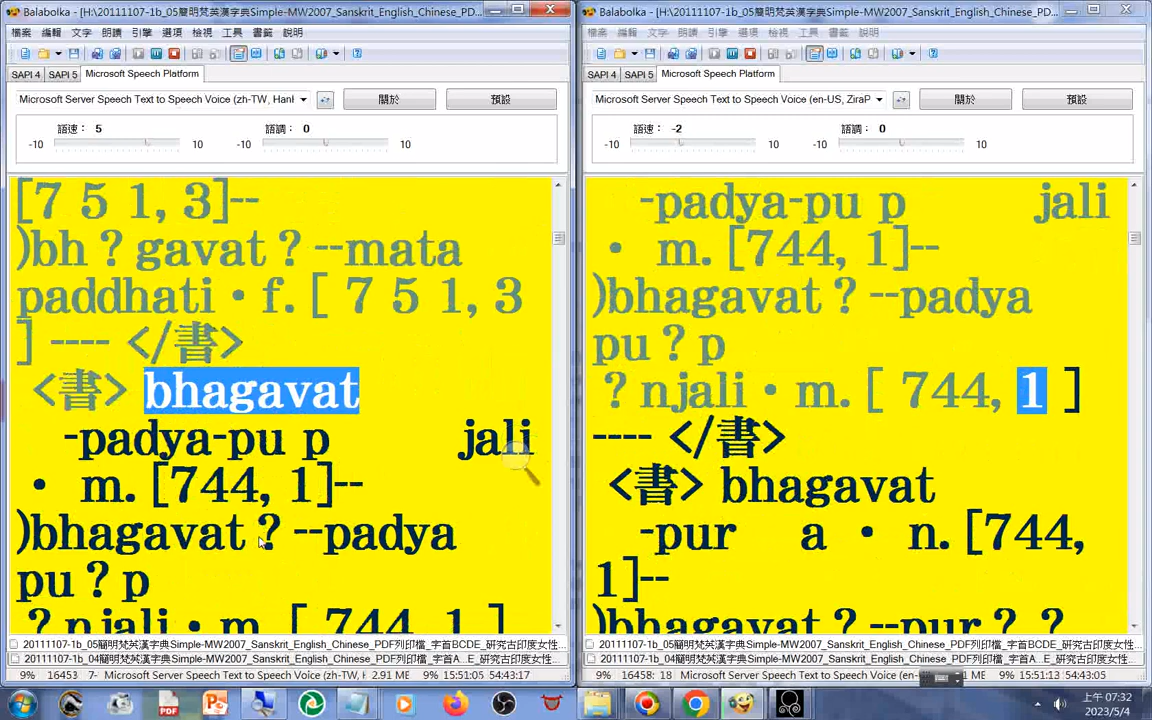 Balabolka - [H:\20111107-1b_05簡明梵英漢字典Simple-MW2007_Sanskrit_English_Chinese_PD...
檔案 編輯 文字 朗讀 引擎 選項 檢視 工具 書籤 說明
SAPI 4 SAPI 5 Microsoft Speech Platform
Microsoft Server Speech Text to Speech Voice (zh-TW, Hanl 關於 預設
語速： 5 語調： 0
-10 10 -10 10
[7 5 1, 3]--
)bh ? gavat ? --mata
paddhati • f. [ 7 5 1, 3
] ---- </書>
<書> bhagavat
-padya-pu p jali
• m. [744, 1]--
)bhagavat ? --padya
pu ? p
? njali • m. [ 744, 1 ]
20111107-1b_05簡明梵英漢字典Simple-MW2007_Sanskrit_English_Chinese_PDF列印檔_字首BCDE_研究古印度女性...
20111107-1b_04簡明梵英漢字典Simple-MW2007_Sanskrit_English_Chinese_PDF列印檔_字首A...E_研究古印度女性...
9% 16453 7- Microsoft Server Speech Text to Speech Voice (zh-TW, H 2.91 ME 9% 15:51:05 54:43:17
Balabolka - [H:\20111107-1b_05簡明梵英漢字典Simple-MW2007_Sanskrit_English_Chinese_PD...
檔案 編輯 文字 朗讀 引擎 選項 檢視 工具 書籤 說明
SAPI 4 SAPI 5 Microsoft Speech Platform
Microsoft Server Speech Text to Speech Voice (en-US, ZiraP 關於 預設
語速： -2 語調： 0
-10 10 -10 10
-padya-pu p jali
• m. [744, 1]--
)bhagavat ? --padya
pu ? p
? njali • m. [ 744, 1 ]
---- </書>
<書> bhagavat
-pur a • n. [744,
1]--
)bhagavat ? --pur ? ?
20111107-1b_05簡明梵英漢字典Simple-MW2007_Sanskrit_English_Chinese_PDF列印檔_字首BCDE_研究古印度女性...
20111107-1b_04簡明梵英漢字典Simple-MW2007_Sanskrit_English_Chinese_PDF列印檔_字首A...E_研究古印度女性...
9% 16458: 18 Microsoft Server Speech Text to Speech Voice (en-US, ME 9% 15:51:13 54:43:05
PDF
上午 07:32
2023/5/4